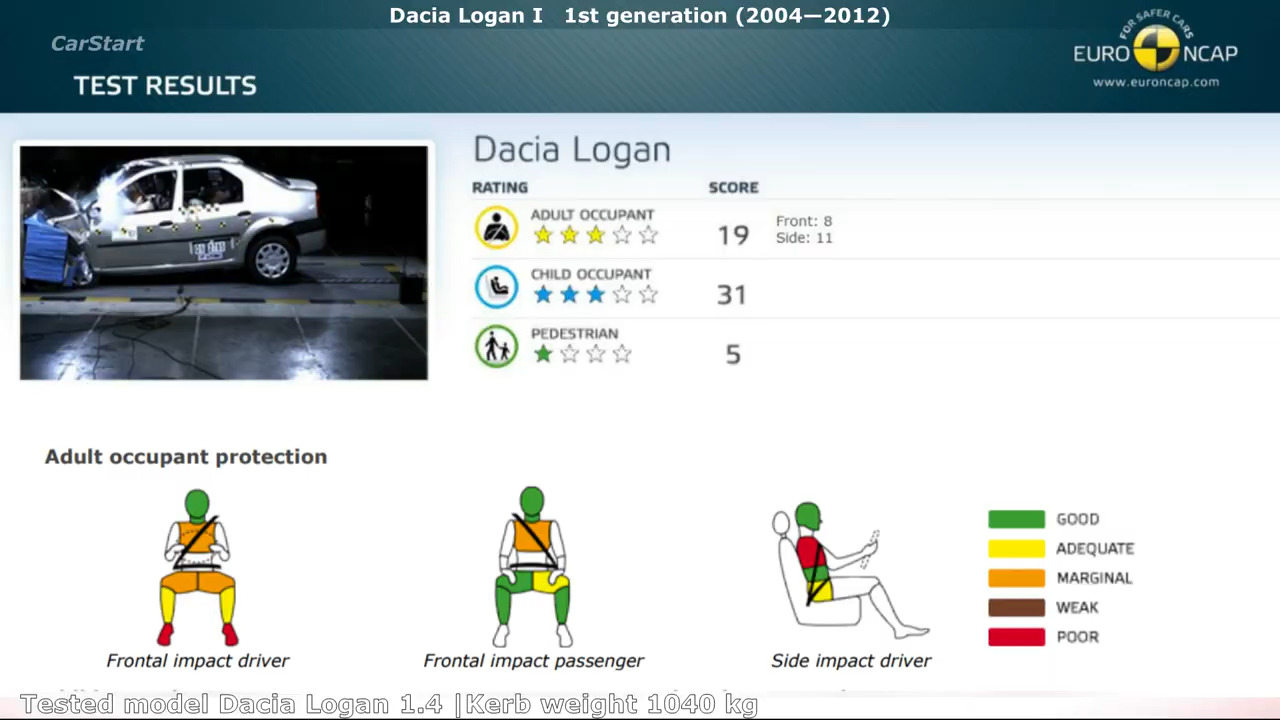 Dacia Logan I 1st generation (2004—2012)
CarStart
TEST RESULTS
FOR SAFER CARS
EURO NCAP
www.euroncap.com
Dacia Logan
RATING SCORE
ADULT OCCUPANT
19
Front: 8
Side: 11
CHILD OCCUPANT
31
PEDESTRIAN
5
Adult occupant protection
GOOD
ADEQUATE
MARGINAL
WEAK
POOR
Frontal impact driver
Frontal impact passenger
Side impact driver
Tested model Dacia Logan 1.4 |Kerb weight 1040 kg